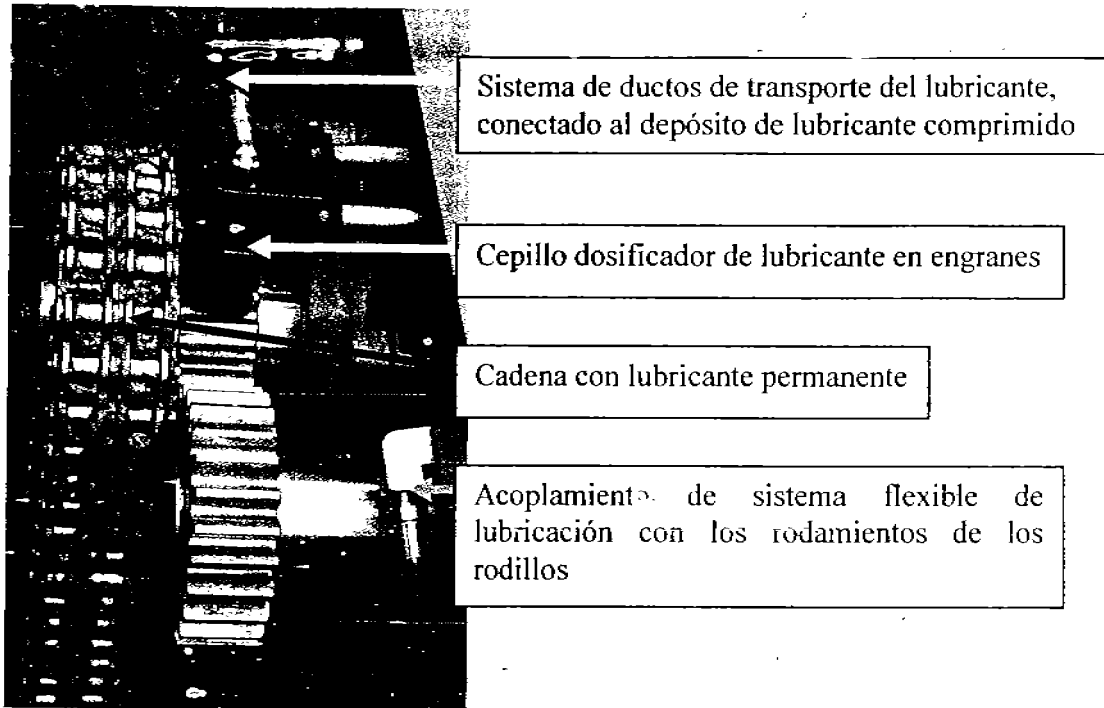 Sistema de ductos de transporte del lubricante,
conectado al depósito de lubricante comprimido
Cepillo dosificador de lubricante en engranes
Cadena con lubricante permanente
Acoplamiento de sistema flexible de
lubricación con los rodamientos de los
rodillos